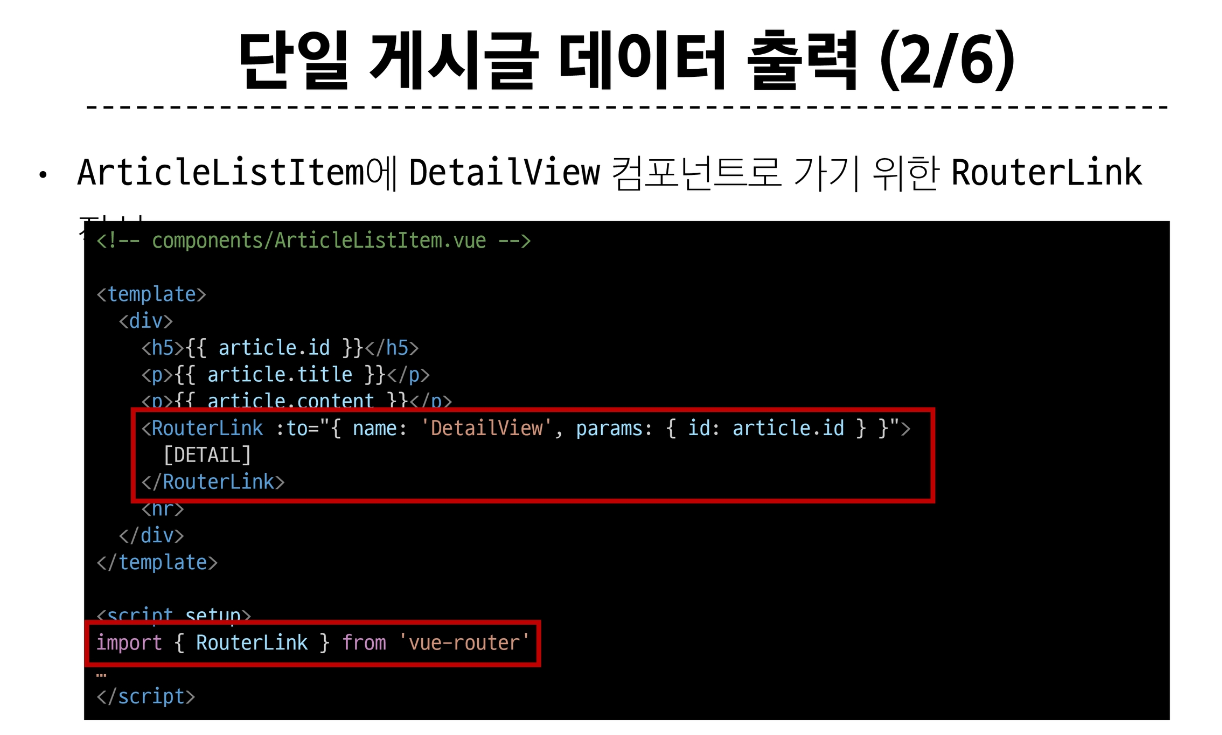 단일 게시글 데이터 출력 (2/6)
• ArticleListItem에 DetailView 컴포넌트로 가기 위한 RouterLink
<!-- components/ArticleListItem.vue -->
<template>
  <div>
    <h5>{{ article.id }}</h5>
    <p>{{ article.title }}</p>
    <p>{{ article.content }}</p>
    <RouterLink :to="{ name: 'DetailView', params: { id: article.id } }">
      [DETAIL]
    </RouterLink>
    <hr>
  </div>
</template>
<script setup>
import { RouterLink } from 'vue-router'
…
</script>